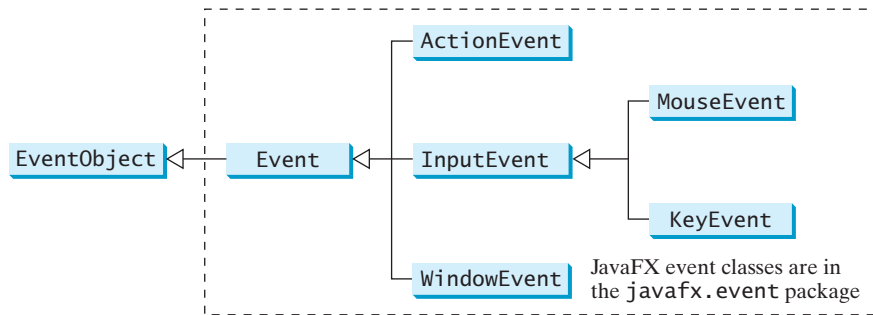 ActionEvent
MouseEvent
EventObject
Event
InputEvent
KeyEvent
WindowEvent
JavaFX event classes are in
the javafx.event package